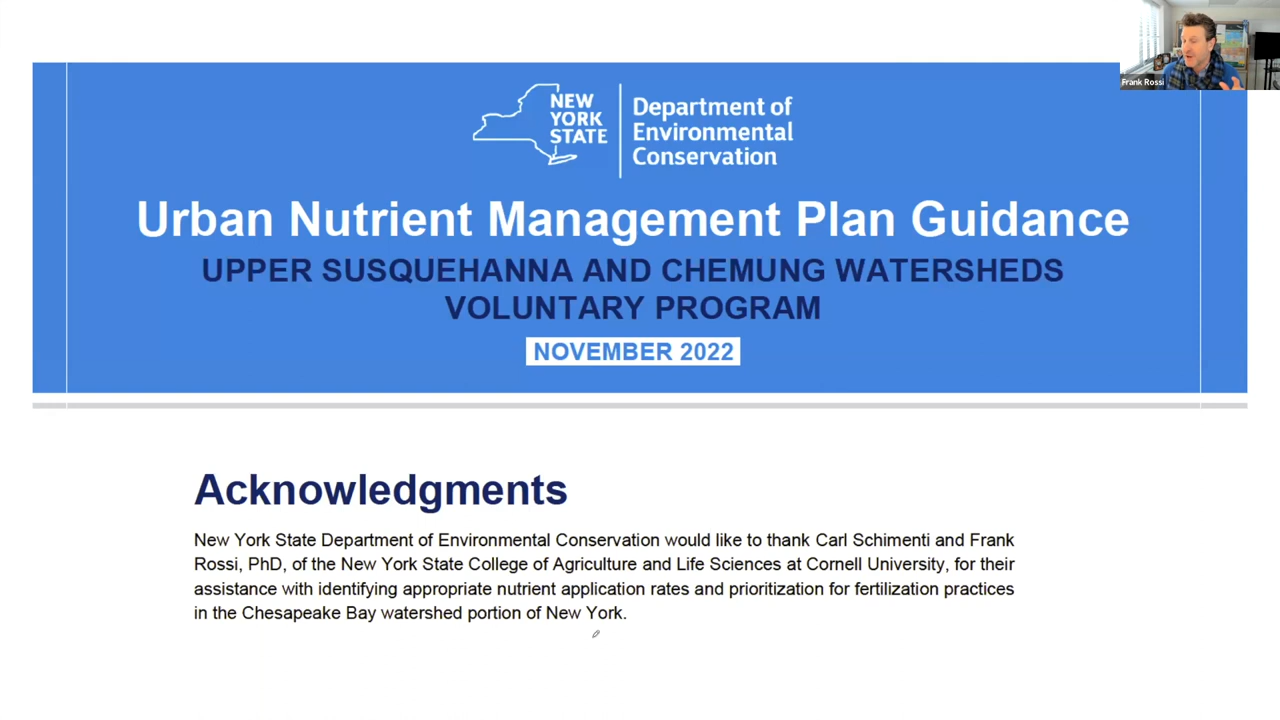 Frank Rossi
NEW
YORK
STATE
Department of
Environmental
Conservation
Urban Nutrient Management Plan Guidance
UPPER SUSQUEHANNA AND CHEMUNG WATERSHEDS
VOLUNTARY PROGRAM
NOVEMBER 2022
Acknowledgments
New York State Department of Environmental Conservation would like to thank Carl Schimenti and Frank
Rossi, PhD, of the New York State College of Agriculture and Life Sciences at Cornell University, for their
assistance with identifying appropriate nutrient application rates and prioritization for fertilization practices
in the Chesapeake Bay watershed portion of New York.